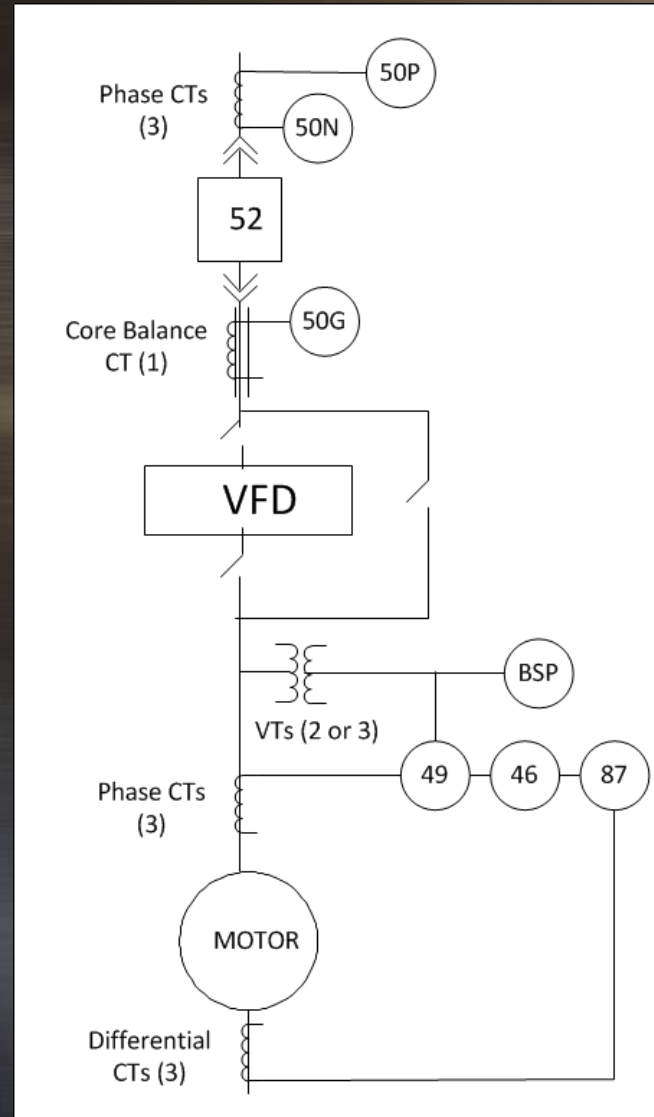 50P
Phase CTs
(3)
50N
52
50G
Core Balance
CT (1)
VFD
BSP
VTs (2 or 3)
49
46
87
Phase CTs
(3)
MOTOR
Differential
CTs (3)